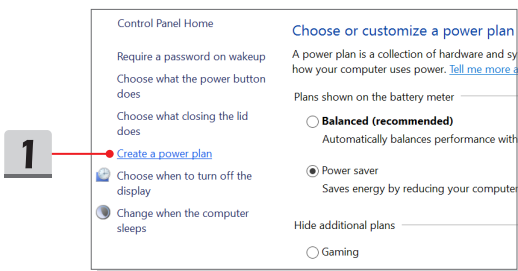 Control Panel Home
Require a password on wakeup
Choose what the power button
does
Choose what closing the lid
does
Create a power plan
Choose when to turn off the
display
Change when the computer
sleeps
1
Choose or customize a power plan
A power plan is a collection of hardware and sy
how your computer uses power. Tell me more a
Plans shown on the battery meter
Balanced (recommended)
Automatically balances performance with
Power saver
Saves energy by reducing your computer
Hide additional plans
Gaming